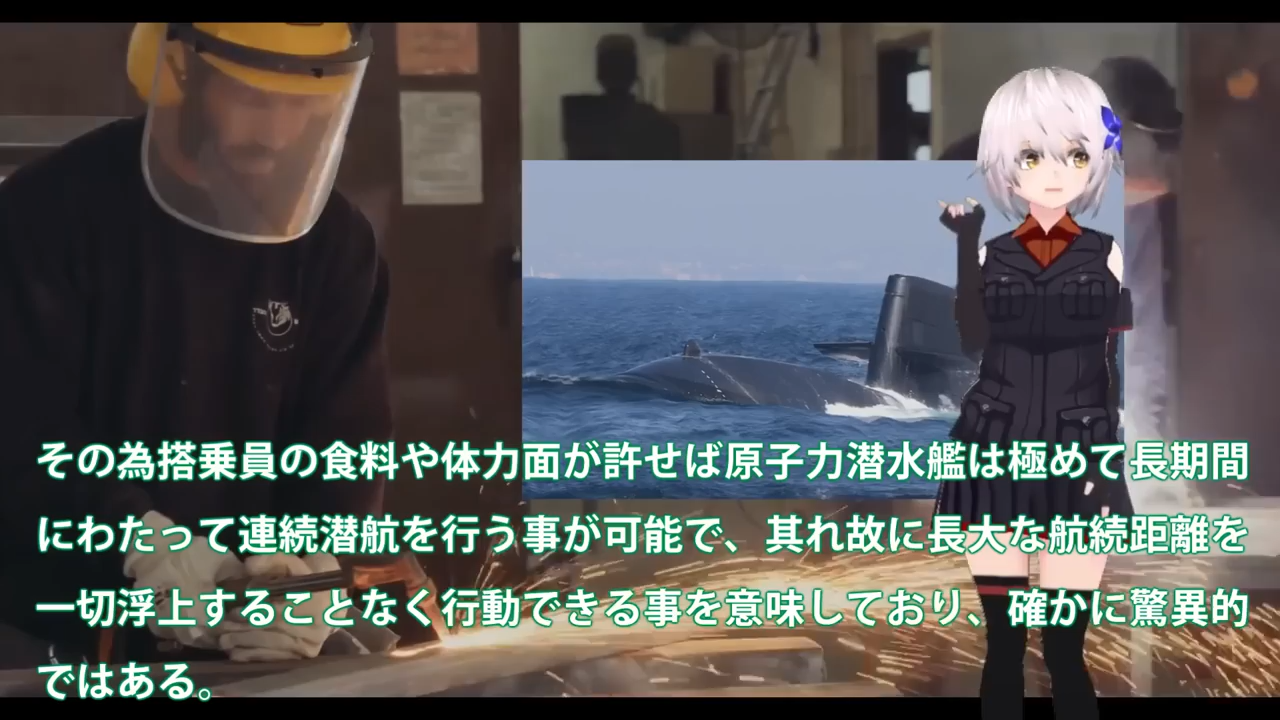 その為搭乗員の食料や体力面が許せば原子力潜水艦は極めて長期間
にわたって連続潜航を行う事が可能で、其れ故に長大な航続距離を
一切浮上することなく行動できる事を意味しており、確かに驚異的
ではある。